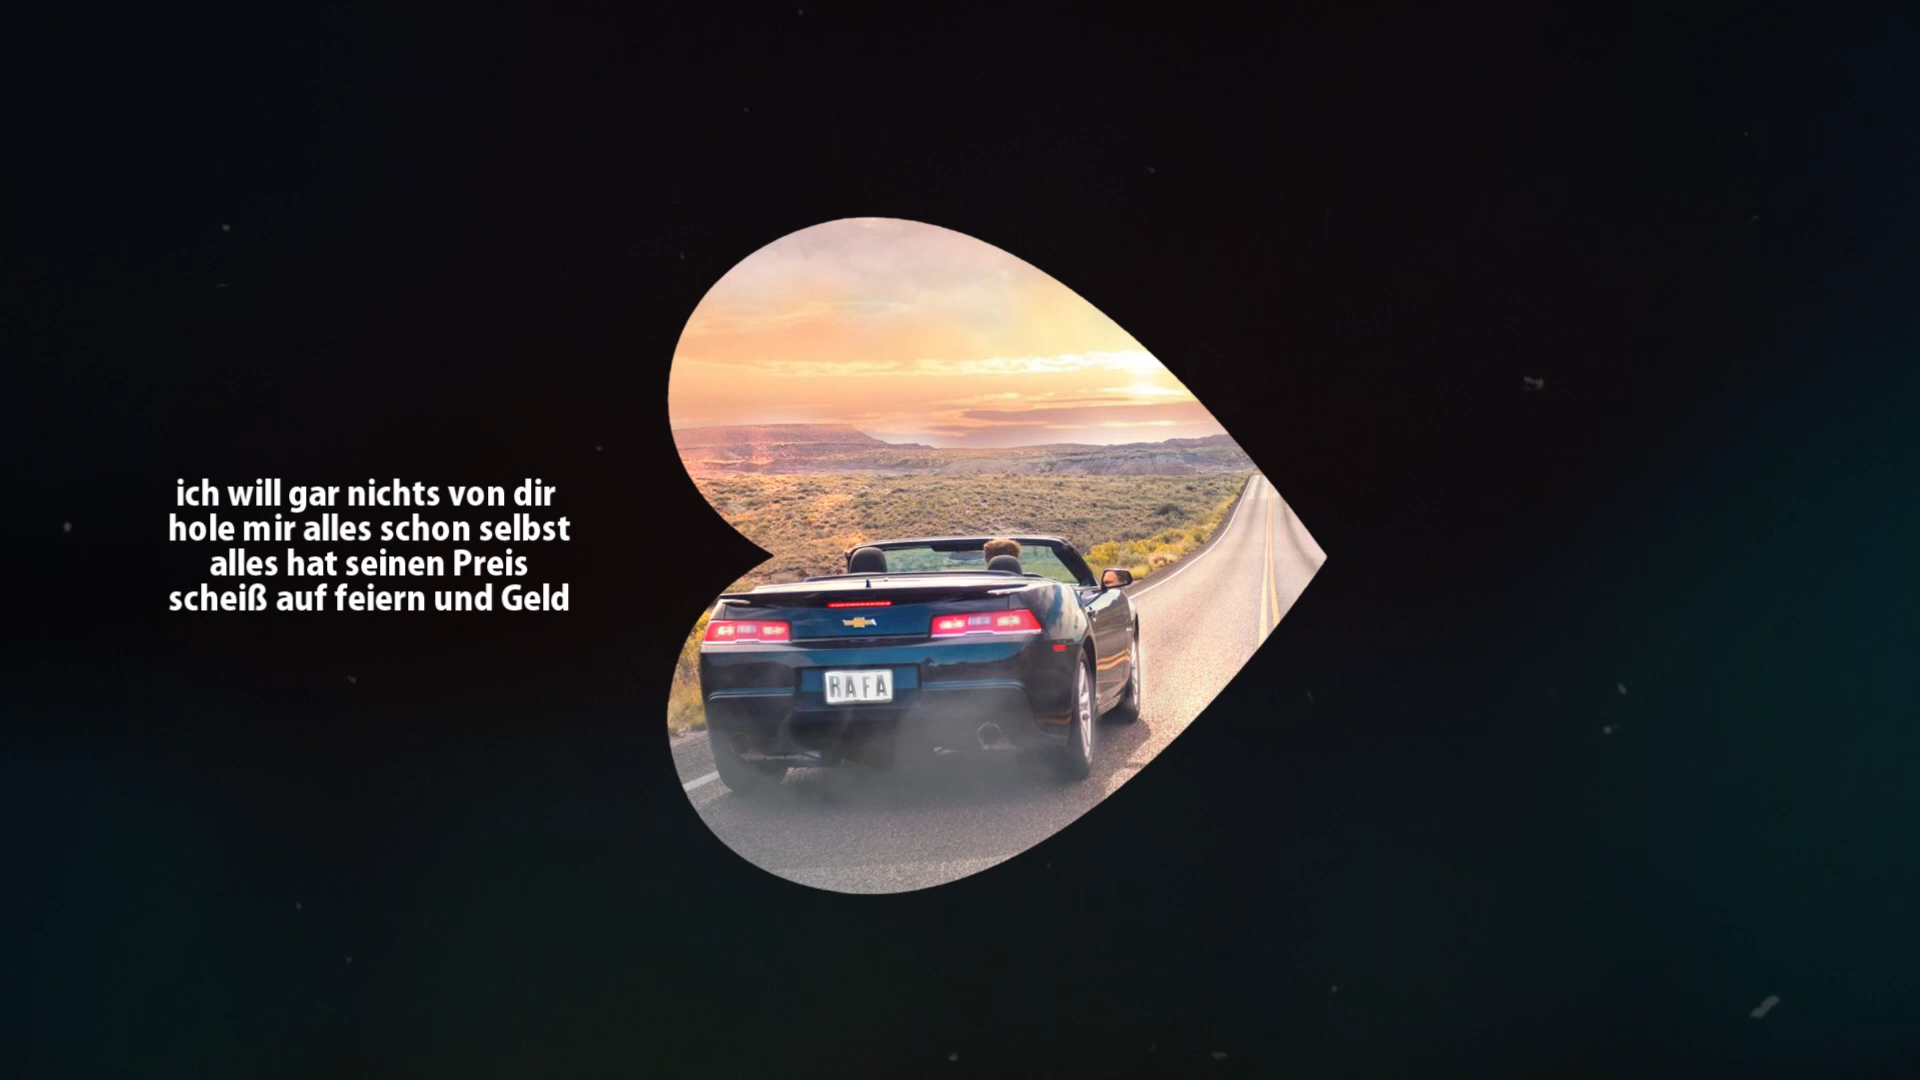 ich will gar nichts von dir
hole mir alles schon selbst
alles hat seinen Preis
scheiß auf feiern und Geld
RAFA